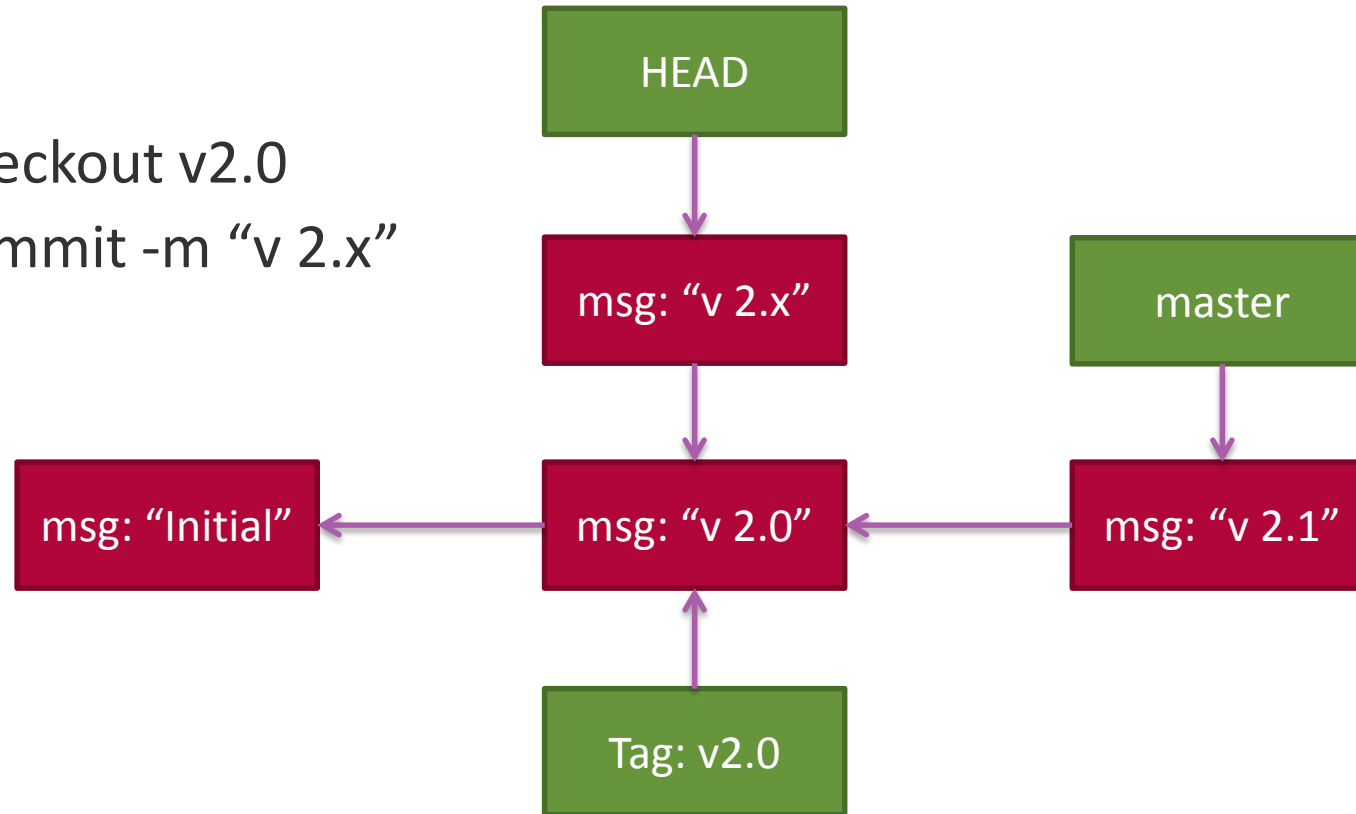 HEAD
eckout v2.0
mmit -m “v 2.x”
msg: “v 2.x”
master
msg: “Initial”
msg: “v 2.0”
msg: “v 2.1”
Tag: v2.0